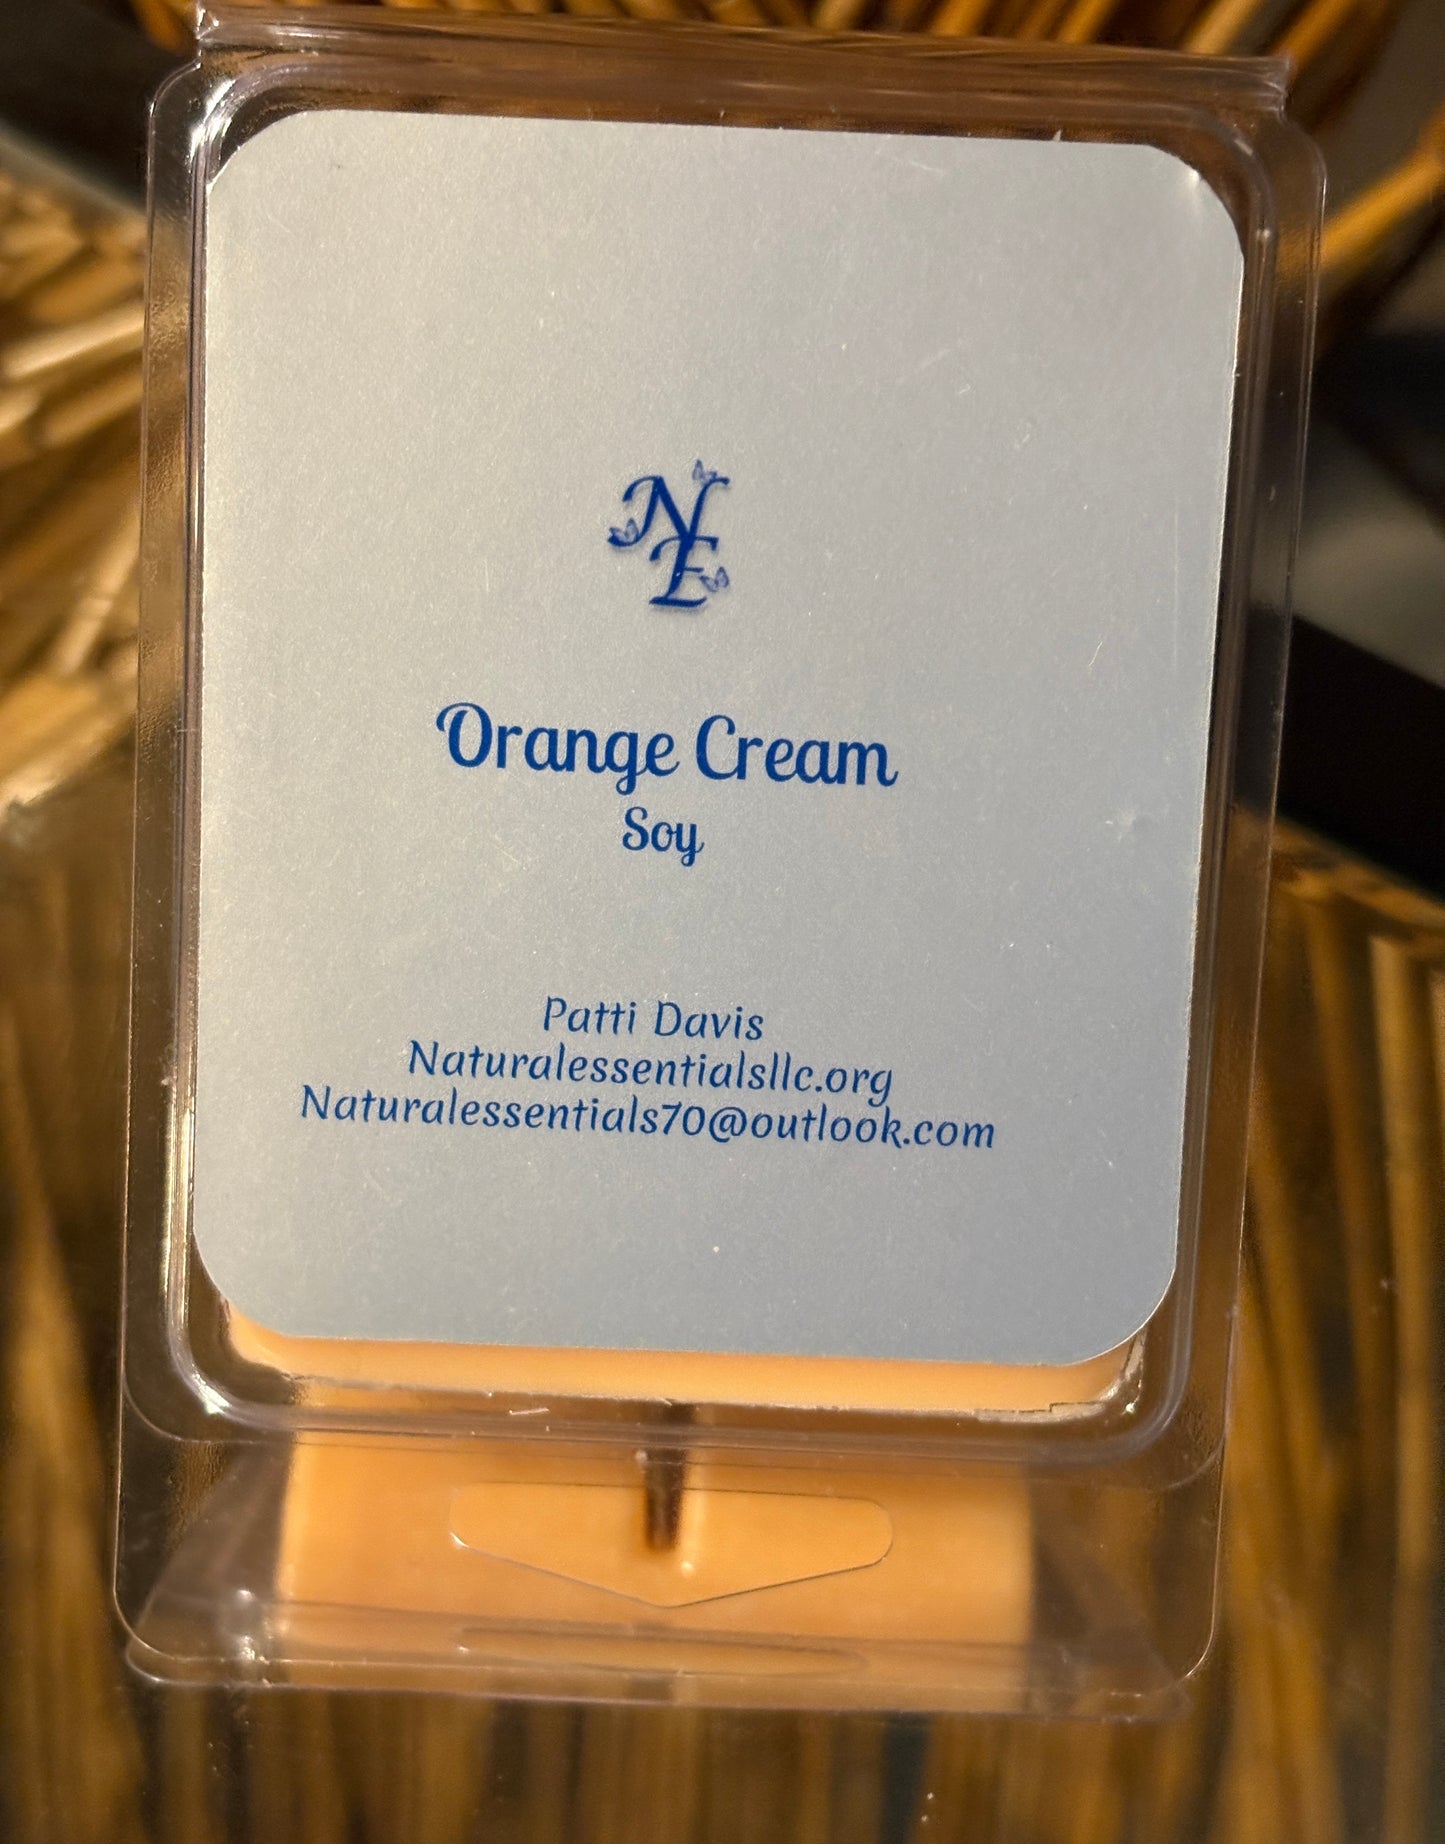 NE
Orange Cream
Soy
Patti Davis
Naturalessentialsllc.org
Naturalessentials70@outlook.com